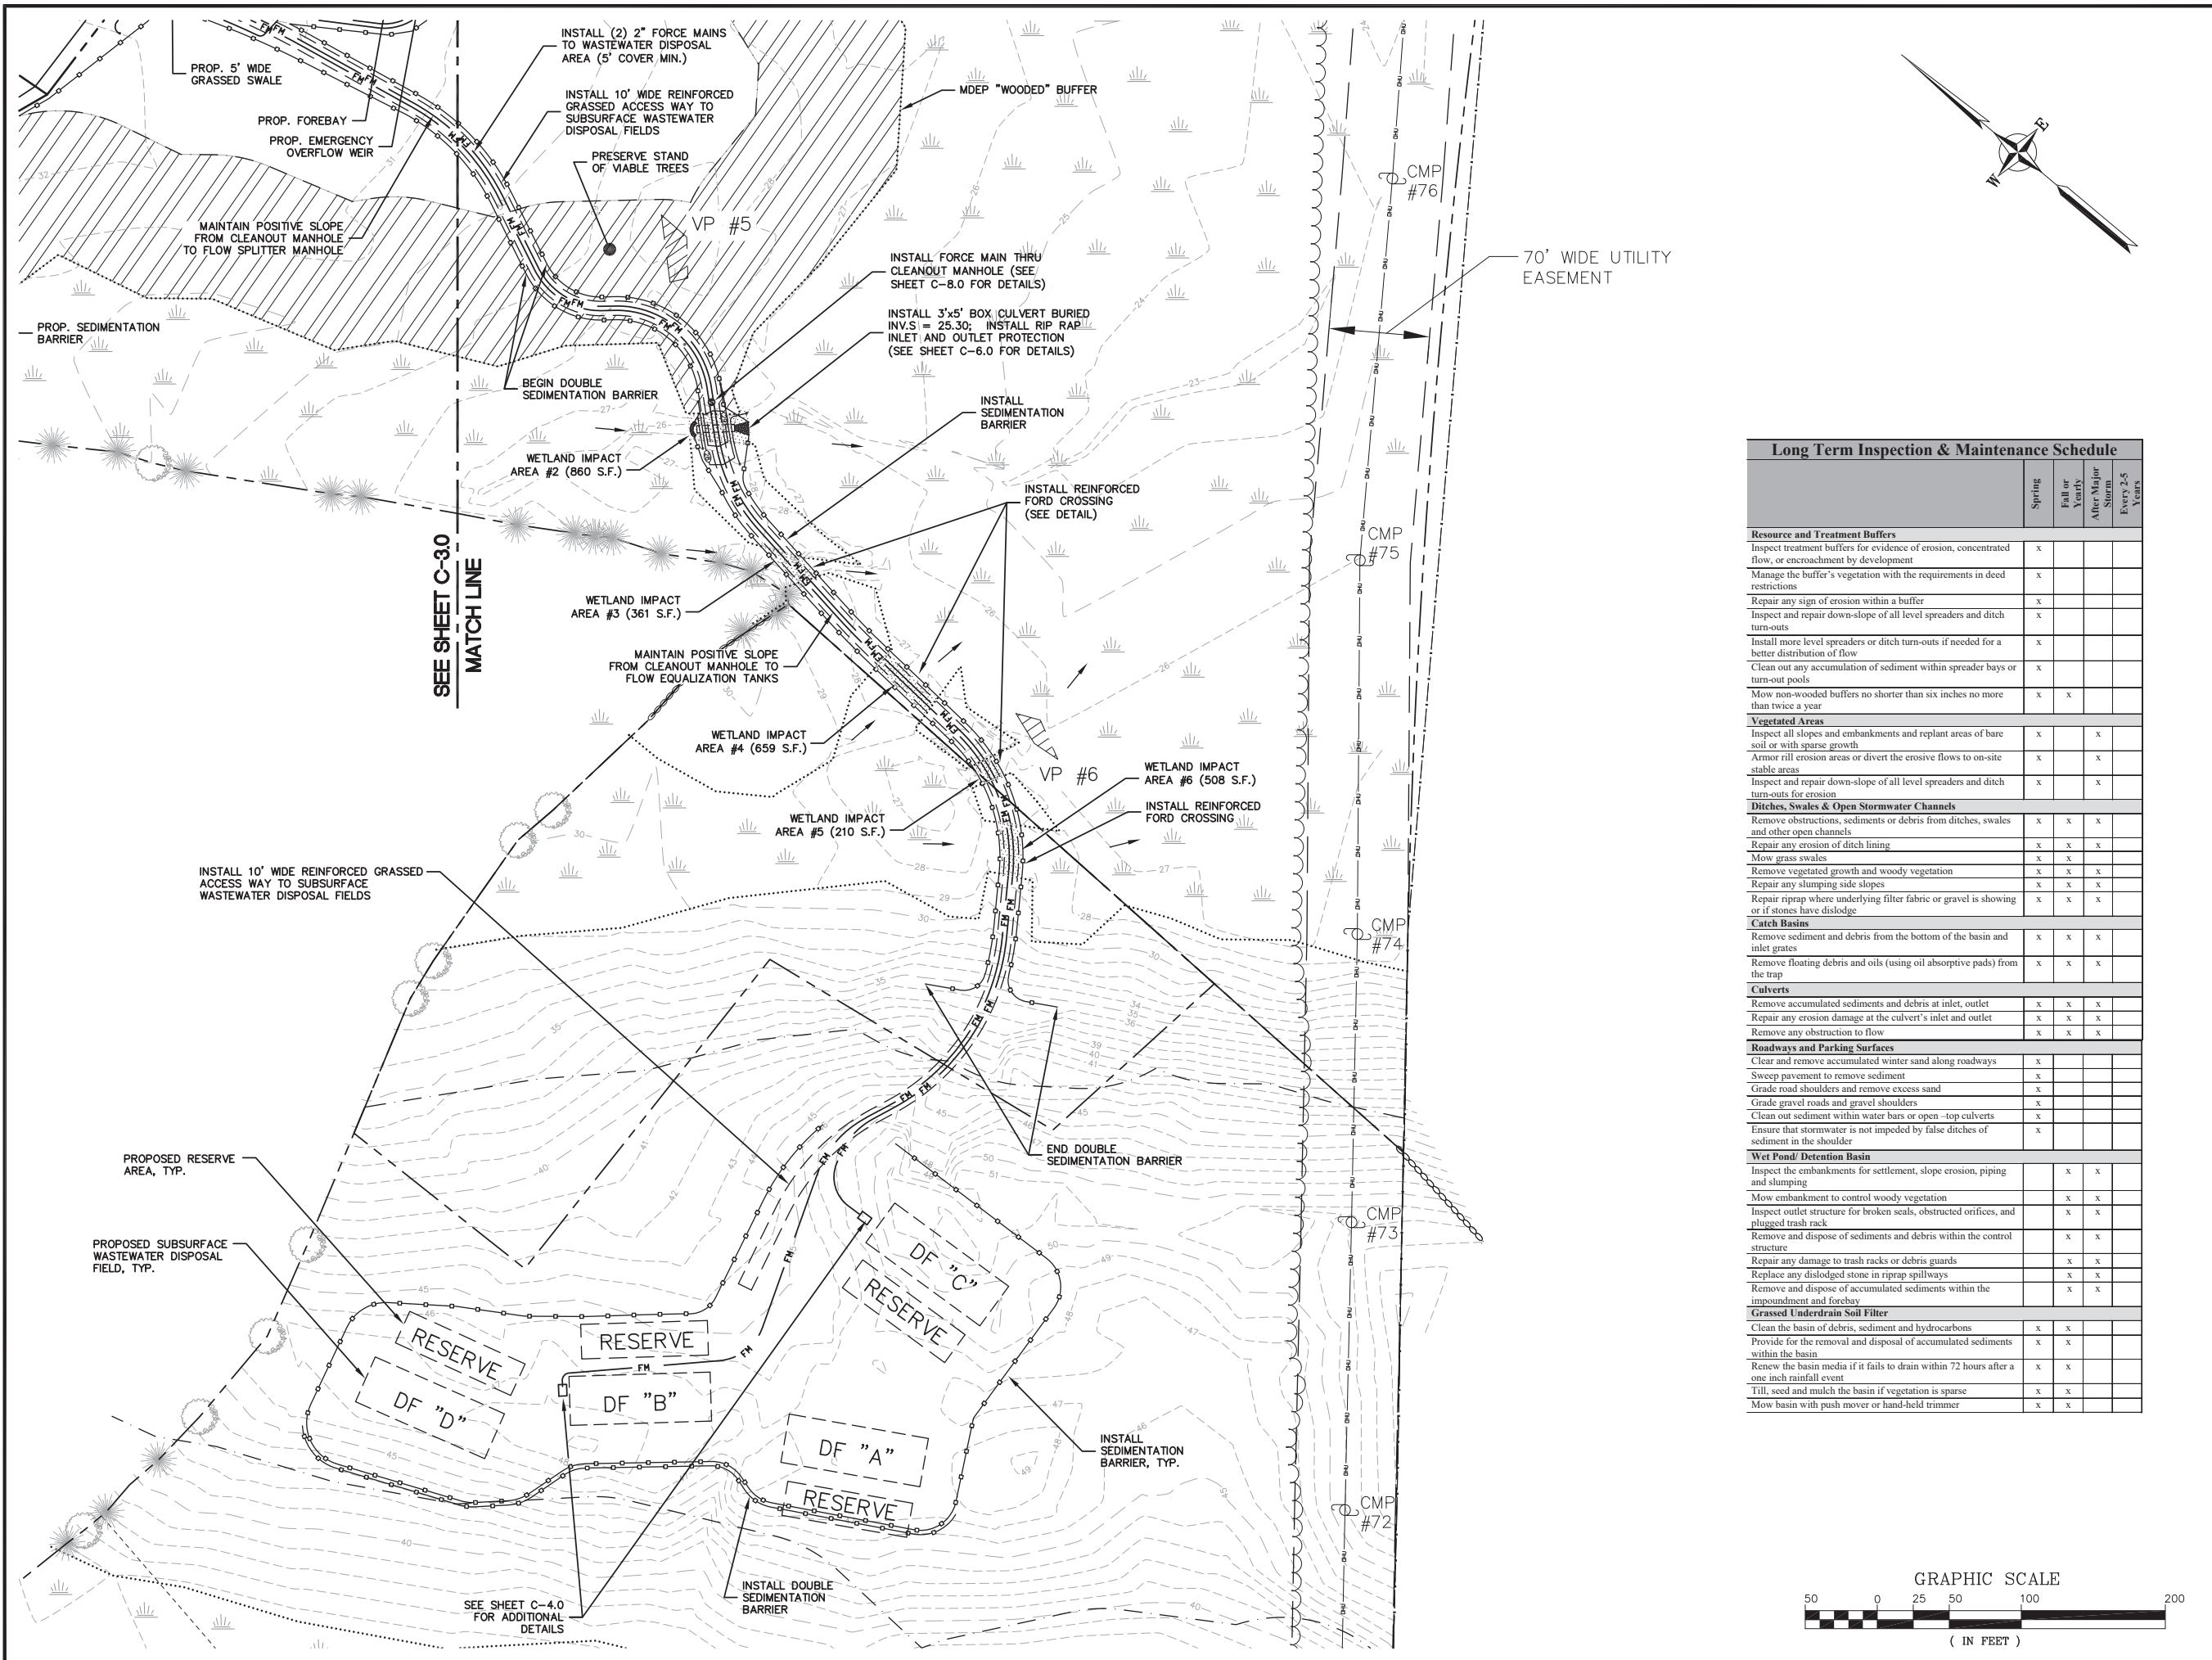 INSTALL (2) 2" FORCE MAINS
TO WASTEWATER DISPOSAL
AREA (5' COVER MIN.)
PROP. 5' WIDE
GRASSED SWALE
INSTALL 10' WIDE REINFORCED
GRASSED ACCESS WAY TO
SUBSURFACE WASTEWATER
DISPOSAL FIELDS
MDEP "WOODED" BUFFER
PROP. FOREBAY
PROP. EMERGENCY
OVERFLOW WEIR
PRESERVE STAND
OF VIABLE TREES
MAINTAIN POSITIVE SLOPE
FROM CLEANOUT MANHOLE
TO FLOW SPLITTER MANHOLE
VP #5
CMP
#76
INSTALL FORCE MAIN THRU
CLEANOUT MANHOLE (SEE
SHEET C-8.0 FOR DETAILS)
70' WIDE UTILITY
EASEMENT
INSTALL 3'x5' BOX CULVERT BURIED
INV.S = 25.30; INSTALL RIP RAP
INLET AND OUTLET PROTECTION
(SEE SHEET C-6.0 FOR DETAILS)
PROP. SEDIMENTATION
BARRIER
BEGIN DOUBLE
SEDIMENTATION BARRIER
INSTALL
SEDIMENTATION
BARRIER
WETLAND IMPACT
AREA #2 (860 S.F.)
INSTALL REINFORCED
FORD CROSSING
(SEE DETAIL)
CMP
#75
SEE SHEET C-3.0
MATCH LINE
WETLAND IMPACT
AREA #3 (361 S.F.)
MAINTAIN POSITIVE SLOPE
FROM CLEANOUT MANHOLE TO
FLOW EQUALIZATION TANKS
WETLAND IMPACT
AREA #4 (659 S.F.)
VP #6
WETLAND IMPACT
AREA #6 (508 S.F.)
INSTALL REINFORCED
FORD CROSSING
WETLAND IMPACT
AREA #5 (210 S.F.)
INSTALL 10' WIDE REINFORCED GRASSED
ACCESS WAY TO SUBSURFACE
WASTEWATER DISPOSAL FIELDS
CMP
#74
END DOUBLE
SEDIMENTATION BARRIER
PROPOSED RESERVE
AREA, TYP.
PROPOSED SUBSURFACE
WASTEWATER DISPOSAL
FIELD, TYP.
CMP
#73
DF "C"
RESERVE
RESERVE
RESERVE
FM
DF "D"
DF "B"
DF "A"
RESERVE
INSTALL
SEDIMENTATION
BARRIER, TYP.
CMP
#72
INSTALL DOUBLE
SEDIMENTATION
BARRIER
SEE SHEET C-4.0
FOR ADDITIONAL
DETAILS
E
W
Long Term Inspection & Maintenance Schedule
Spring
Fall or Yearly
After Major Storm
Every 2-5 Years
Resource and Treatment Buffers
Inspect treatment buffers for evidence of erosion, concentrated x
flow, or encroachment by development
Manage the buffer's vegetation with the requirements in deed x
restrictions
Repair any sign of erosion within a buffer x
Inspect and repair down-slope of all level spreaders and ditch x
turn-outs
Install more level spreaders or ditch turn-outs if needed for a x
better distribution of flow
Clean out any accumulation of sediment within spreader bays or x
turn-out pools
Mow non-wooded buffers no shorter than six inches no more x x
than twice a year
Vegetated Areas
Inspect all slopes and embankments and replant areas of bare x x
soil or with sparse growth
Armor rill erosion areas or divert the erosive flows to on-site x x
stable areas
Inspect and repair down-slope of all level spreaders and ditch x x
turn-outs for erosion
Ditches, Swales & Open Stormwater Channels
Remove obstructions, sediments or debris from ditches, swales x x x
and other open channels
Repair any erosion of ditch lining x x x
Mow grass swales x x
Remove vegetated growth and woody vegetation x x x
Repair any slumping side slopes x x x
Repair riprap where underlying filter fabric or gravel is showing x x x
or if stones have dislodge
Catch Basins
Remove sediment and debris from the bottom of the basin and x x x
inlet grates
Remove floating debris and oils (using oil absorptive pads) from x x x
the trap
Culverts
Remove accumulated sediments and debris at inlet, outlet x x x
Repair any erosion damage at the culvert's inlet and outlet x x x
Remove any obstruction to flow x x x
Roadways and Parking Surfaces
Clear and remove accumulated winter sand along roadways x
Sweep pavement to remove sediment x
Grade road shoulders and remove excess sand x
Grade gravel roads and gravel shoulders x
Clean out sediment within water bars or open –top culverts x
Ensure that stormwater is not impeded by false ditches of x
sediment in the shoulder
Wet Pond/ Detention Basin
Inspect the embankments for settlement, slope erosion, piping x x
and slumping
Mow embankment to control woody vegetation x x
Inspect outlet structure for broken seals, obstructed orifices, and x x
plugged trash rack
Remove and dispose of sediments and debris within the control x x
structure
Repair any damage to trash racks or debris guards x x
Replace any dislodged stone in riprap spillways x x
Remove and dispose of accumulated sediments within the x x
impoundment and forebay
Grassed Underdrain Soil Filter
Clean the basin of debris, sediment and hydrocarbons x x
Provide for the removal and disposal of accumulated sediments x x
within the basin
Renew the basin media if it fails to drain within 72 hours after a x x
one inch rainfall event
Till, seed and mulch the basin if vegetation is sparse x x
Mow basin with push mover or hand-held trimmer x x
GRAPHIC SCALE
50 0 25 50 100 200
( IN FEET )